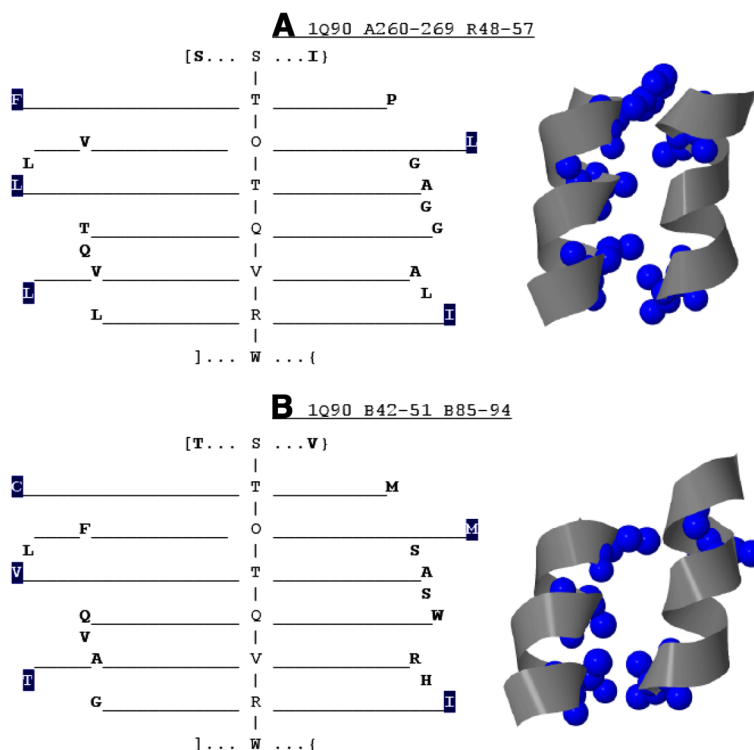 A 1Q90 A260-269 R48-57
[S... S ...I}
|
F T P
|
V O L
L | G
L T A
| G
T Q G
Q |
V V A
L | L
L R I
|
]... W ...{
B 1Q90 B42-51 B85-94
[T... S ...V}
|
C T M
|
F O M
L | S
V T A
| S
Q Q W
V |
A V R
T | H
G R I
|
]... W ...{